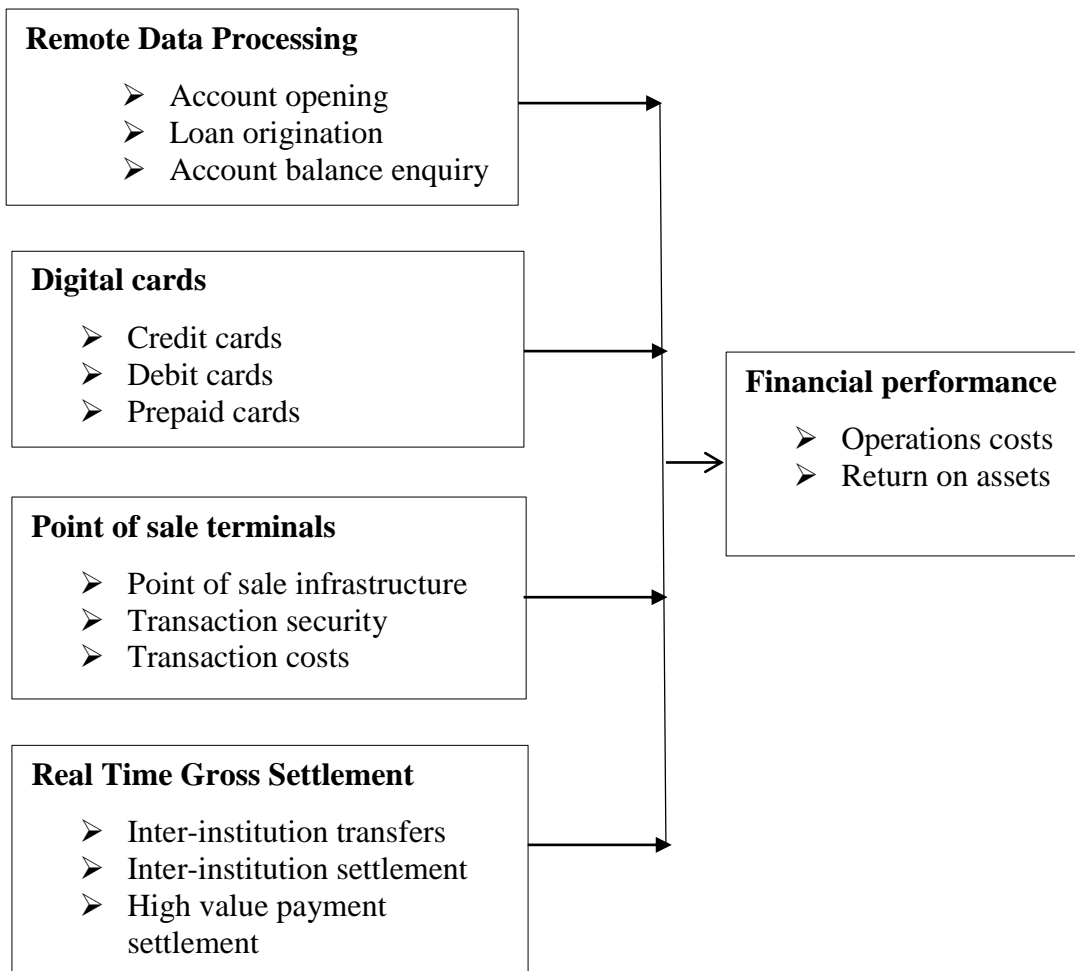 Remote Data Processing
➢ Account opening
➢ Loan origination
➢ Account balance enquiry
Digital cards
➢ Credit cards
➢ Debit cards
➢ Prepaid cards
Point of sale terminals
➢ Point of sale infrastructure
➢ Transaction security
➢ Transaction costs
Real Time Gross Settlement
➢ Inter-institution transfers
➢ Inter-institution settlement
➢ High value payment
settlement
Financial performance
➢ Operations costs
➢ Return on assets